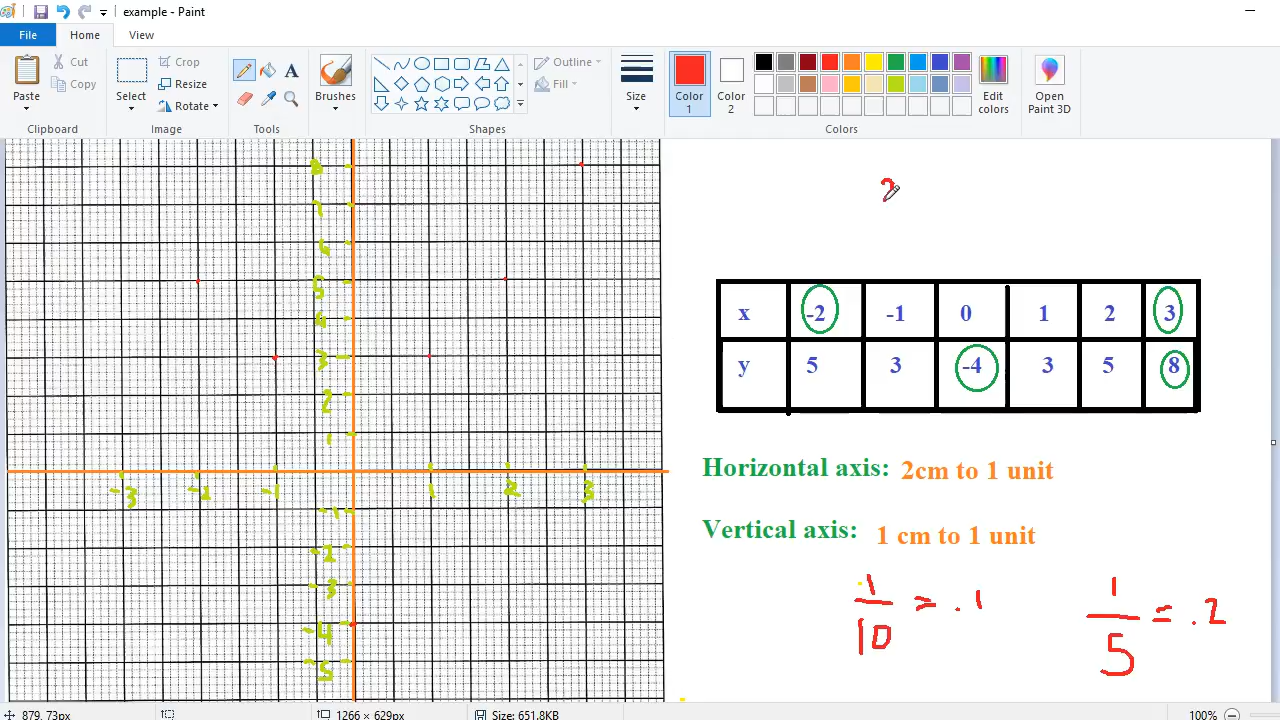 example - Paint
File Home View
Paste Cut Copy Clipboard
Select Crop Resize Rotate Image
A Tools
Brushes
Outline Fill Shapes
Size
Color 1 Color 2 Edit colors Colors
Open Paint 3D
8
7
6
5
4
3
2
1
-3 -2 -1 1 2 3
-1
-2
-3
-4
-5
2
x -2 -1 0 1 2 3
y 5 3 -4 3 5 8
Horizontal axis: 2cm to 1 unit
Vertical axis: 1 cm to 1 unit
1/10 = .1 1/5 = .2
879, 73px 1266 × 629px Size: 651.8KB 100%